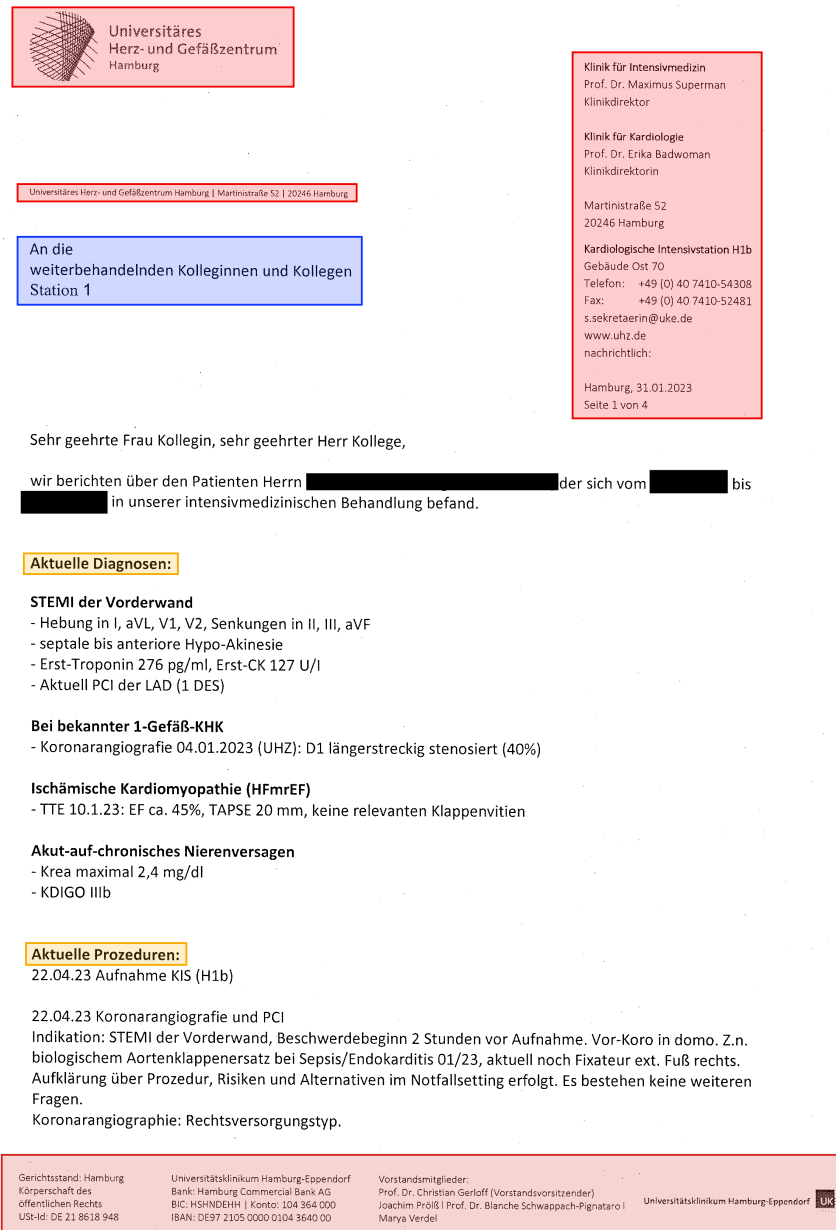 Universitäres
Herz- und Gefäßzentrum
Hamburg
Klinik für Intensivmedizin
Prof. Dr. Maximus Superman
Klinikdirektor
Klinik für Kardiologie
Prof. Dr. Erika Badwoman
Klinikdirektorin
Martinistraße 52
20246 Hamburg
Kardiologische Intensivstation H1b
Gebäude Ost 70
Telefon: +49 (0) 40 7410-54308
Fax: +49 (0) 40 7410-52481
s.sekretaerin@uke.de
www.uhz.de
nachrichtlich:
Hamburg, 31.01.2023
Seite 1 von 4
Universitäres Herz- und Gefäßzentrum Hamburg | Martinistraße 52 | 20246 Hamburg
An die
weiterbehandelnden Kolleginnen und Kollegen
Station 1
Sehr geehrte Frau Kollegin, sehr geehrter Herr Kollege,
wir berichten über den Patienten Herrn der sich vom bis
in unserer intensivmedizinischen Behandlung befand.
Aktuelle Diagnosen:
STEMI der Vorderwand
- Hebung in I, aVL, V1, V2, Senkungen in II, III, aVF
- septale bis anteriore Hypo-Akinesie
- Erst-Troponin 276 pg/ml, Erst-CK 127 U/l
- Aktuell PCI der LAD (1 DES)
Bei bekannter 1-Gefäß-KHK
- Koronarangiografie 04.01.2023 (UHZ): D1 längerstreckig stenosiert (40%)
Ischämische Kardiomyopathie (HFmrEF)
- TTE 10.1.23: EF ca. 45%, TAPSE 20 mm, keine relevanten Klappenvitien
Akut-auf-chronisches Nierenversagen
- Krea maximal 2,4 mg/dl
- KDIGO IIIb
Aktuelle Prozeduren:
22.04.23 Aufnahme KIS (H1b)
22.04.23 Koronarangiografie und PCI
Indikation: STEMI der Vorderwand, Beschwerdebeginn 2 Stunden vor Aufnahme. Vor-Koro in domo. Z.n.
biologischem Aortenklappenersatz bei Sepsis/Endokarditis 01/23, aktuell noch Fixateur ext. Fuß rechts.
Aufklärung über Prozedur, Risiken und Alternativen im Notfallsetting erfolgt. Es bestehen keine weiteren
Fragen.
Koronarangiographie: Rechtsversorgungstyp.
Gerichtsstand: Hamburg
Körperschaft des
öffentlichen Rechts
USt-Id: DE 21 8618 948
Universitätsklinikum Hamburg-Eppendorf
Bank: Hamburg Commercial Bank AG
BIC: HSHNDEHH | Konto: 104 364 000
IBAN: DE97 2105 0000 0104 3640 00
Vorstandsmitglieder:
Prof. Dr. Christian Gerloff (Vorstandsvorsitzender)
Joachim Prölß | Prof. Dr. Blanche Schwappach-Pignataro |
Marya Verdel
Universitätsklinikum Hamburg-Eppendorf
UK